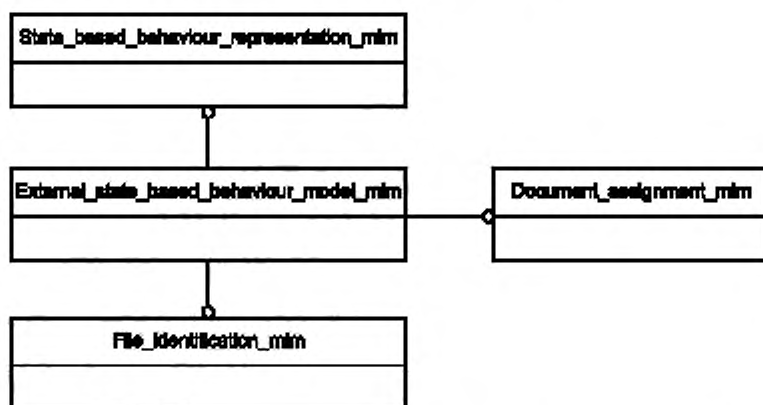 State_based_behaviour_representation_mim
External_state_based_behaviour_model_mim
Document_assignment_mim
File_identification_mim